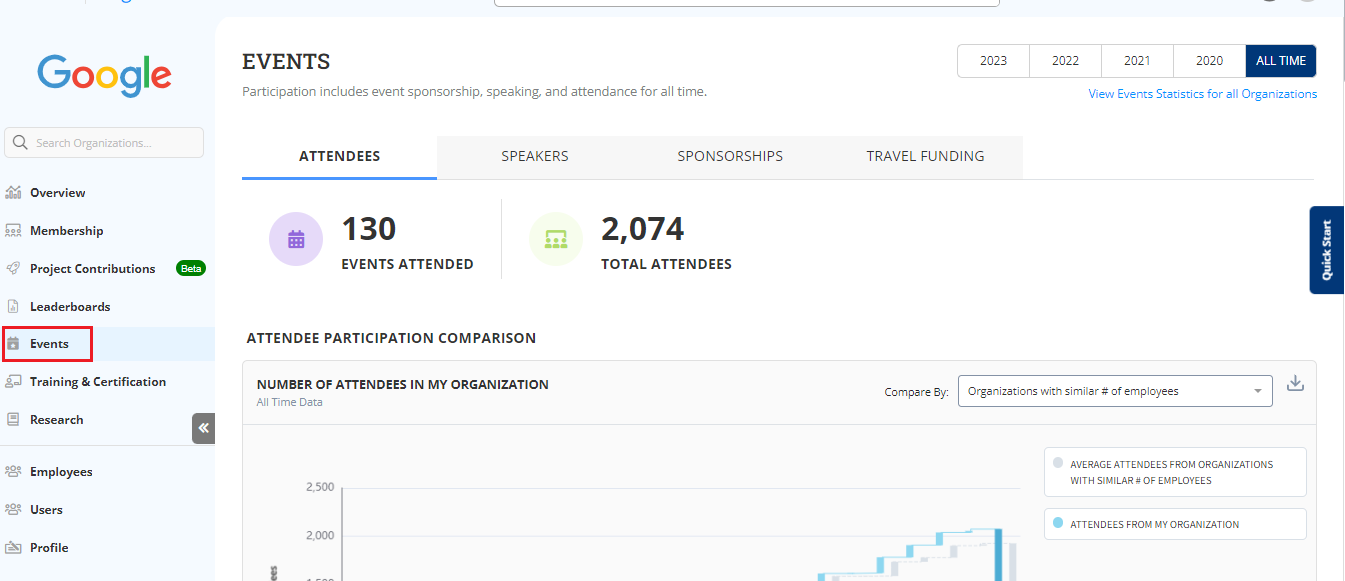 Google
Search Organizations...
Overview
Membership
Project Contributions Beta
Leaderboards
Events
Training & Certification
Research
Employees
Users
Profile
EVENTS
Participation includes event sponsorship, speaking, and attendance for all time.
2023 2022 2021 2020 ALL TIME
View Events Statistics for all Organizations
ATTENDEES SPEAKERS SPONSORSHIPS TRAVEL FUNDING
130
EVENTS ATTENDED
2,074
TOTAL ATTENDEES
Quick Start
ATTENDEE PARTICIPATION COMPARISON
NUMBER OF ATTENDEES IN MY ORGANIZATION
All Time Data
Compare By: Organizations with similar # of employees
AVERAGE ATTENDEES FROM ORGANIZATIONS
WITH SIMILAR # OF EMPLOYEES
ATTENDEES FROM MY ORGANIZATION
2,500
2,000